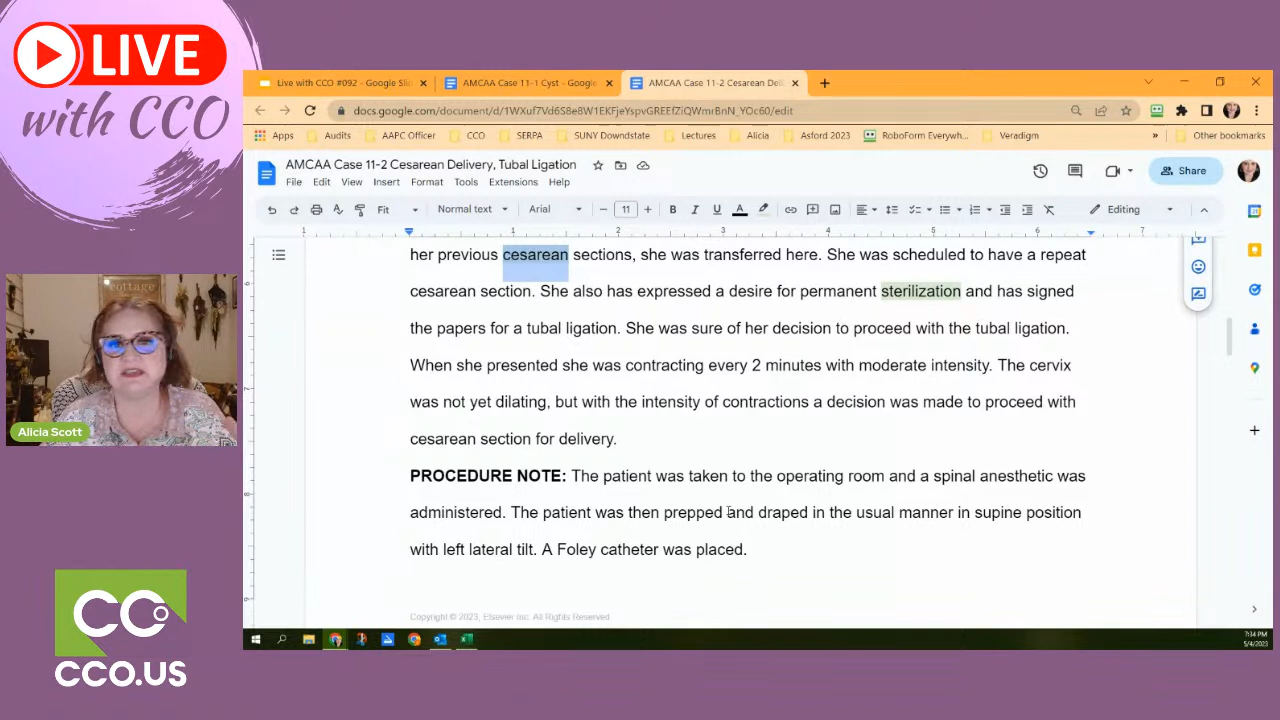 LIVE
with CCO
cottage
Alicia Scott
CCO
CCO.US
Live with CCO #092 - Google Slid
AMCAA Case 11-1 Cyst - Google
AMCAA Case 11-2 Cesarean Deli
docs.google.com/document/d/1WXuf7Vd6S8e8W1EKFjeYspvGREEfZiQWmrBnN_YOc60/edit
Apps
Audits
AAPC Officer
CCO
SERPA
SUNY Downstate
Lectures
Alicia
Asford 2023
RoboForm Everywh...
Veradigm
»
Other bookmarks
AMCAA Case 11-2 Cesarean Delivery, Tubal Ligation
File Edit View Insert Format Tools Extensions Help
Share
Fit
Normal text
Arial
11
Editing
1 1 2 3 4 5 6 7
her previous cesarean sections, she was transferred here. She was scheduled to have a repeat
cesarean section. She also has expressed a desire for permanent sterilization and has signed
the papers for a tubal ligation. She was sure of her decision to proceed with the tubal ligation.
When she presented she was contracting every 2 minutes with moderate intensity. The cervix
was not yet dilating, but with the intensity of contractions a decision was made to proceed with
cesarean section for delivery.
PROCEDURE NOTE: The patient was taken to the operating room and a spinal anesthetic was
administered. The patient was then prepped and draped in the usual manner in supine position
with left lateral tilt. A Foley catheter was placed.
Copyright © 2023, Elsevier Inc. All Rights Reserved
7:34 PM
5/4/2023